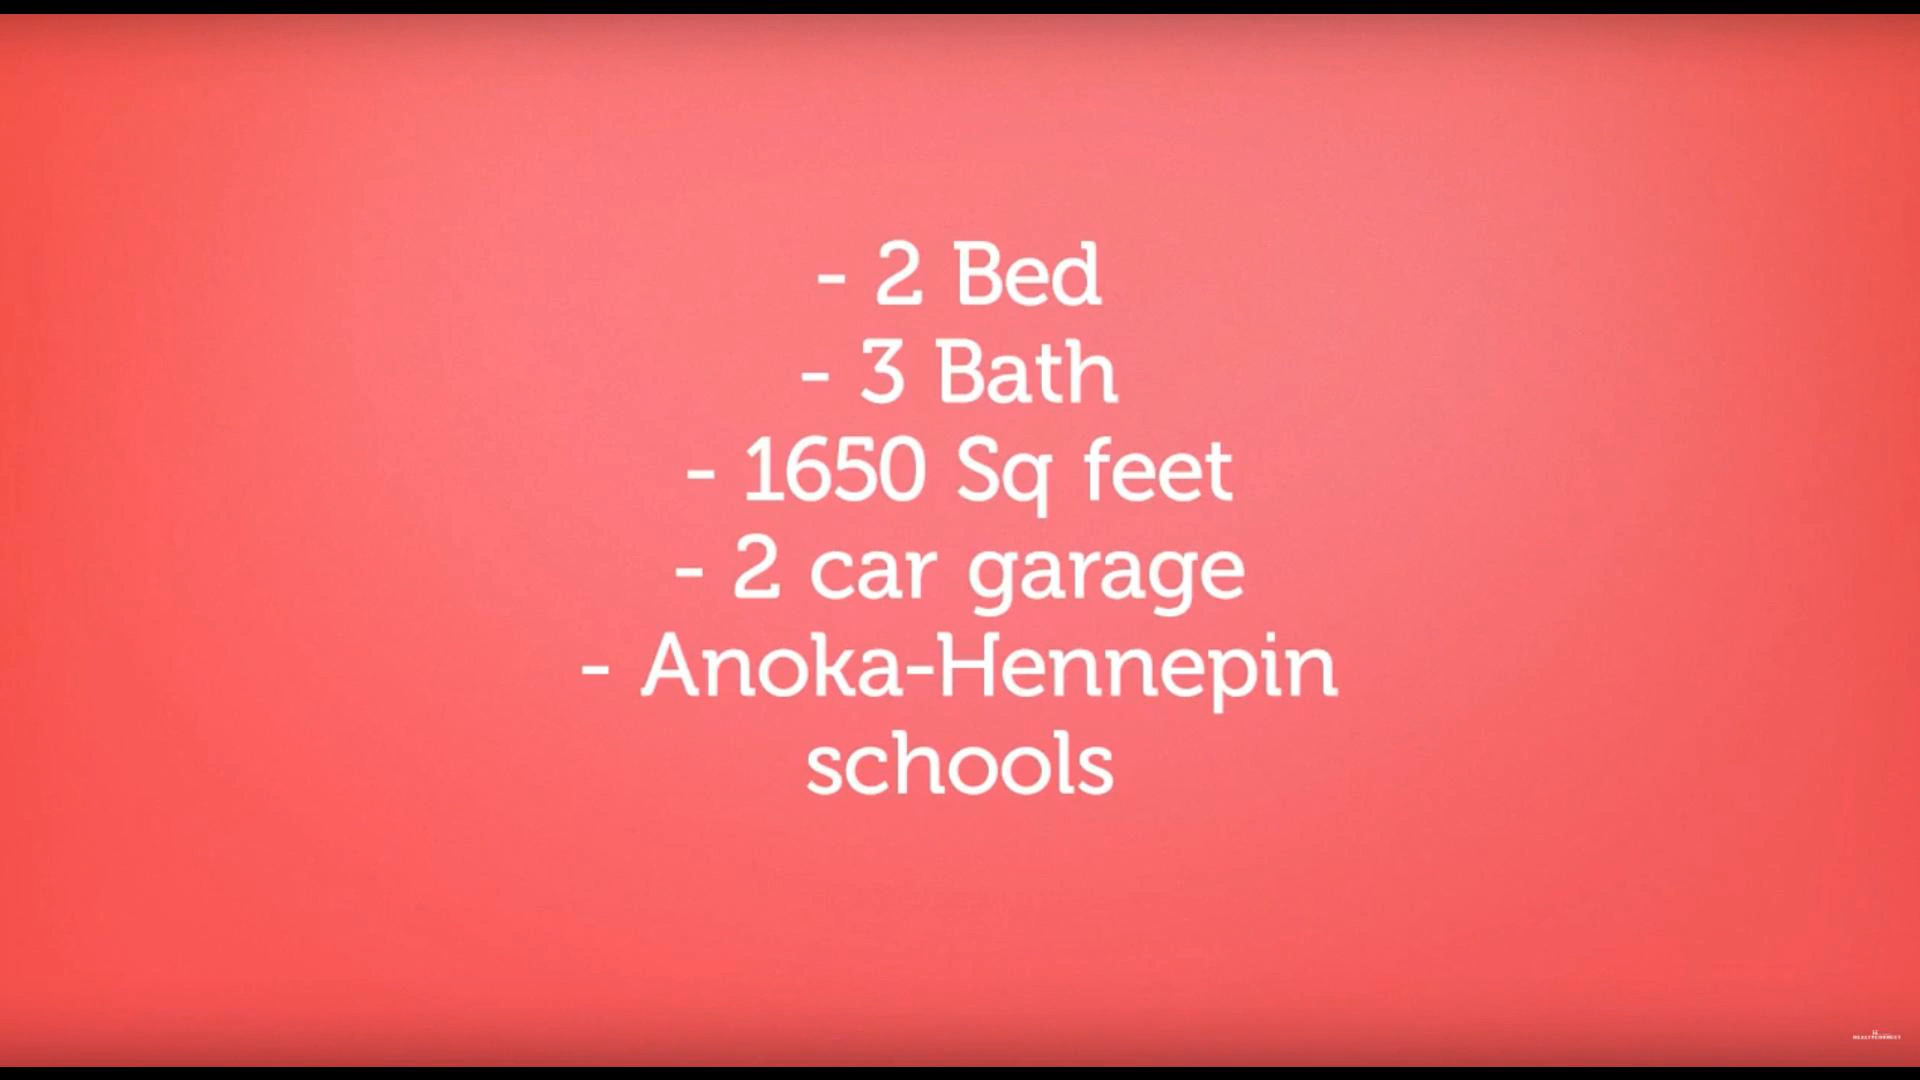 - 2 Bed
- 3 Bath
- 1650 Sq feet
- 2 car garage
- Anoka-Hennepin
schools